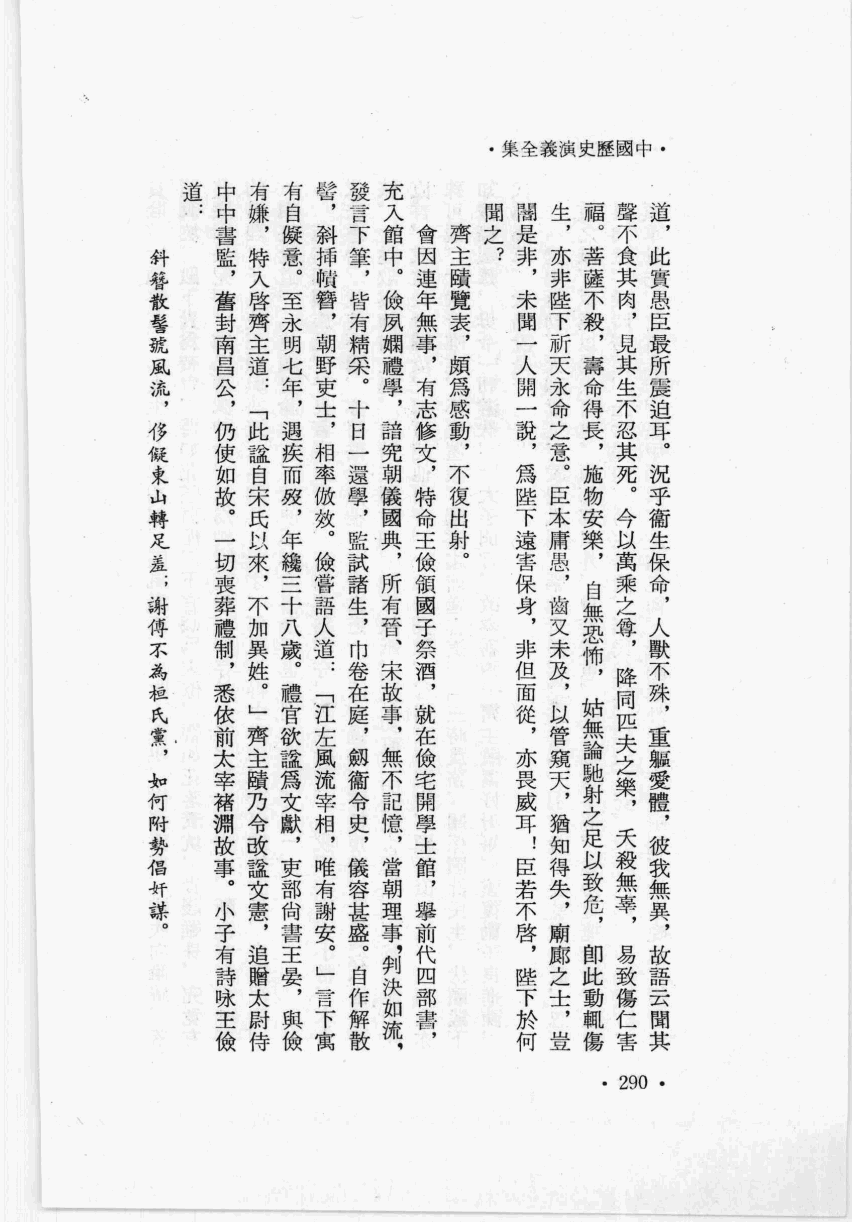 •中國歷史演義全集•
道，此實愚臣最所震迫耳。況乎衞生保命，人獸不殊，重軀愛體，彼我無異，故語云聞其
聲不食其肉，見其生不忍其死。今以萬乘之尊，降同匹夫之樂，夭殺無辜，易致傷仁害
福。菩薩不殺，壽命得長，施物安樂，自無恐怖，姑無論馳射之足以致危，卽此動輒傷
生，亦非陛下祈天永命之意。臣本庸愚，齒又未及，以管窺天，猶知得失，廟廊之士，豈
闇是非，未聞一人開一說，爲陛下遠害保身，非但面從，亦畏威耳！臣若不啓，陛下於何
聞之？
齊主賾覽表，頗爲感動，不復出射。
會因連年無事，有志修文，特命王儉領國子祭酒，就在儉宅開學士館，舉前代四部書，
充入館中。儉夙嫻禮學，諳究朝儀國典，所有晉、宋故事，無不記憶，當朝理事，判決如流，
發言下筆，皆有精采。十日一還學，監試諸生，巾卷在庭，劒衞令史，儀容甚盛。自作解散
髻，斜插幘簪，朝野吏士，相率倣效。儉嘗語人道：「江左風流宰相，唯有謝安。」言下寓
有自儗意。至永明七年，遇疾而歿，年纔三十八歲。禮官欲諡爲文獻，吏部尙書王晏，與儉
有嫌，特入啓齊主道：「此諡自宋氏以來，不加異姓。」齊主賾乃令改諡文憲，追贈太尉侍
中中書監，舊封南昌公，仍使如故。一切喪葬禮制，悉依前太宰褚淵故事。小子有詩咏王儉
道：
斜簪散髻號風流，侈儗東山轉足羞；謝傅不為桓氏黨，如何附勢倡奸謀。
•290•